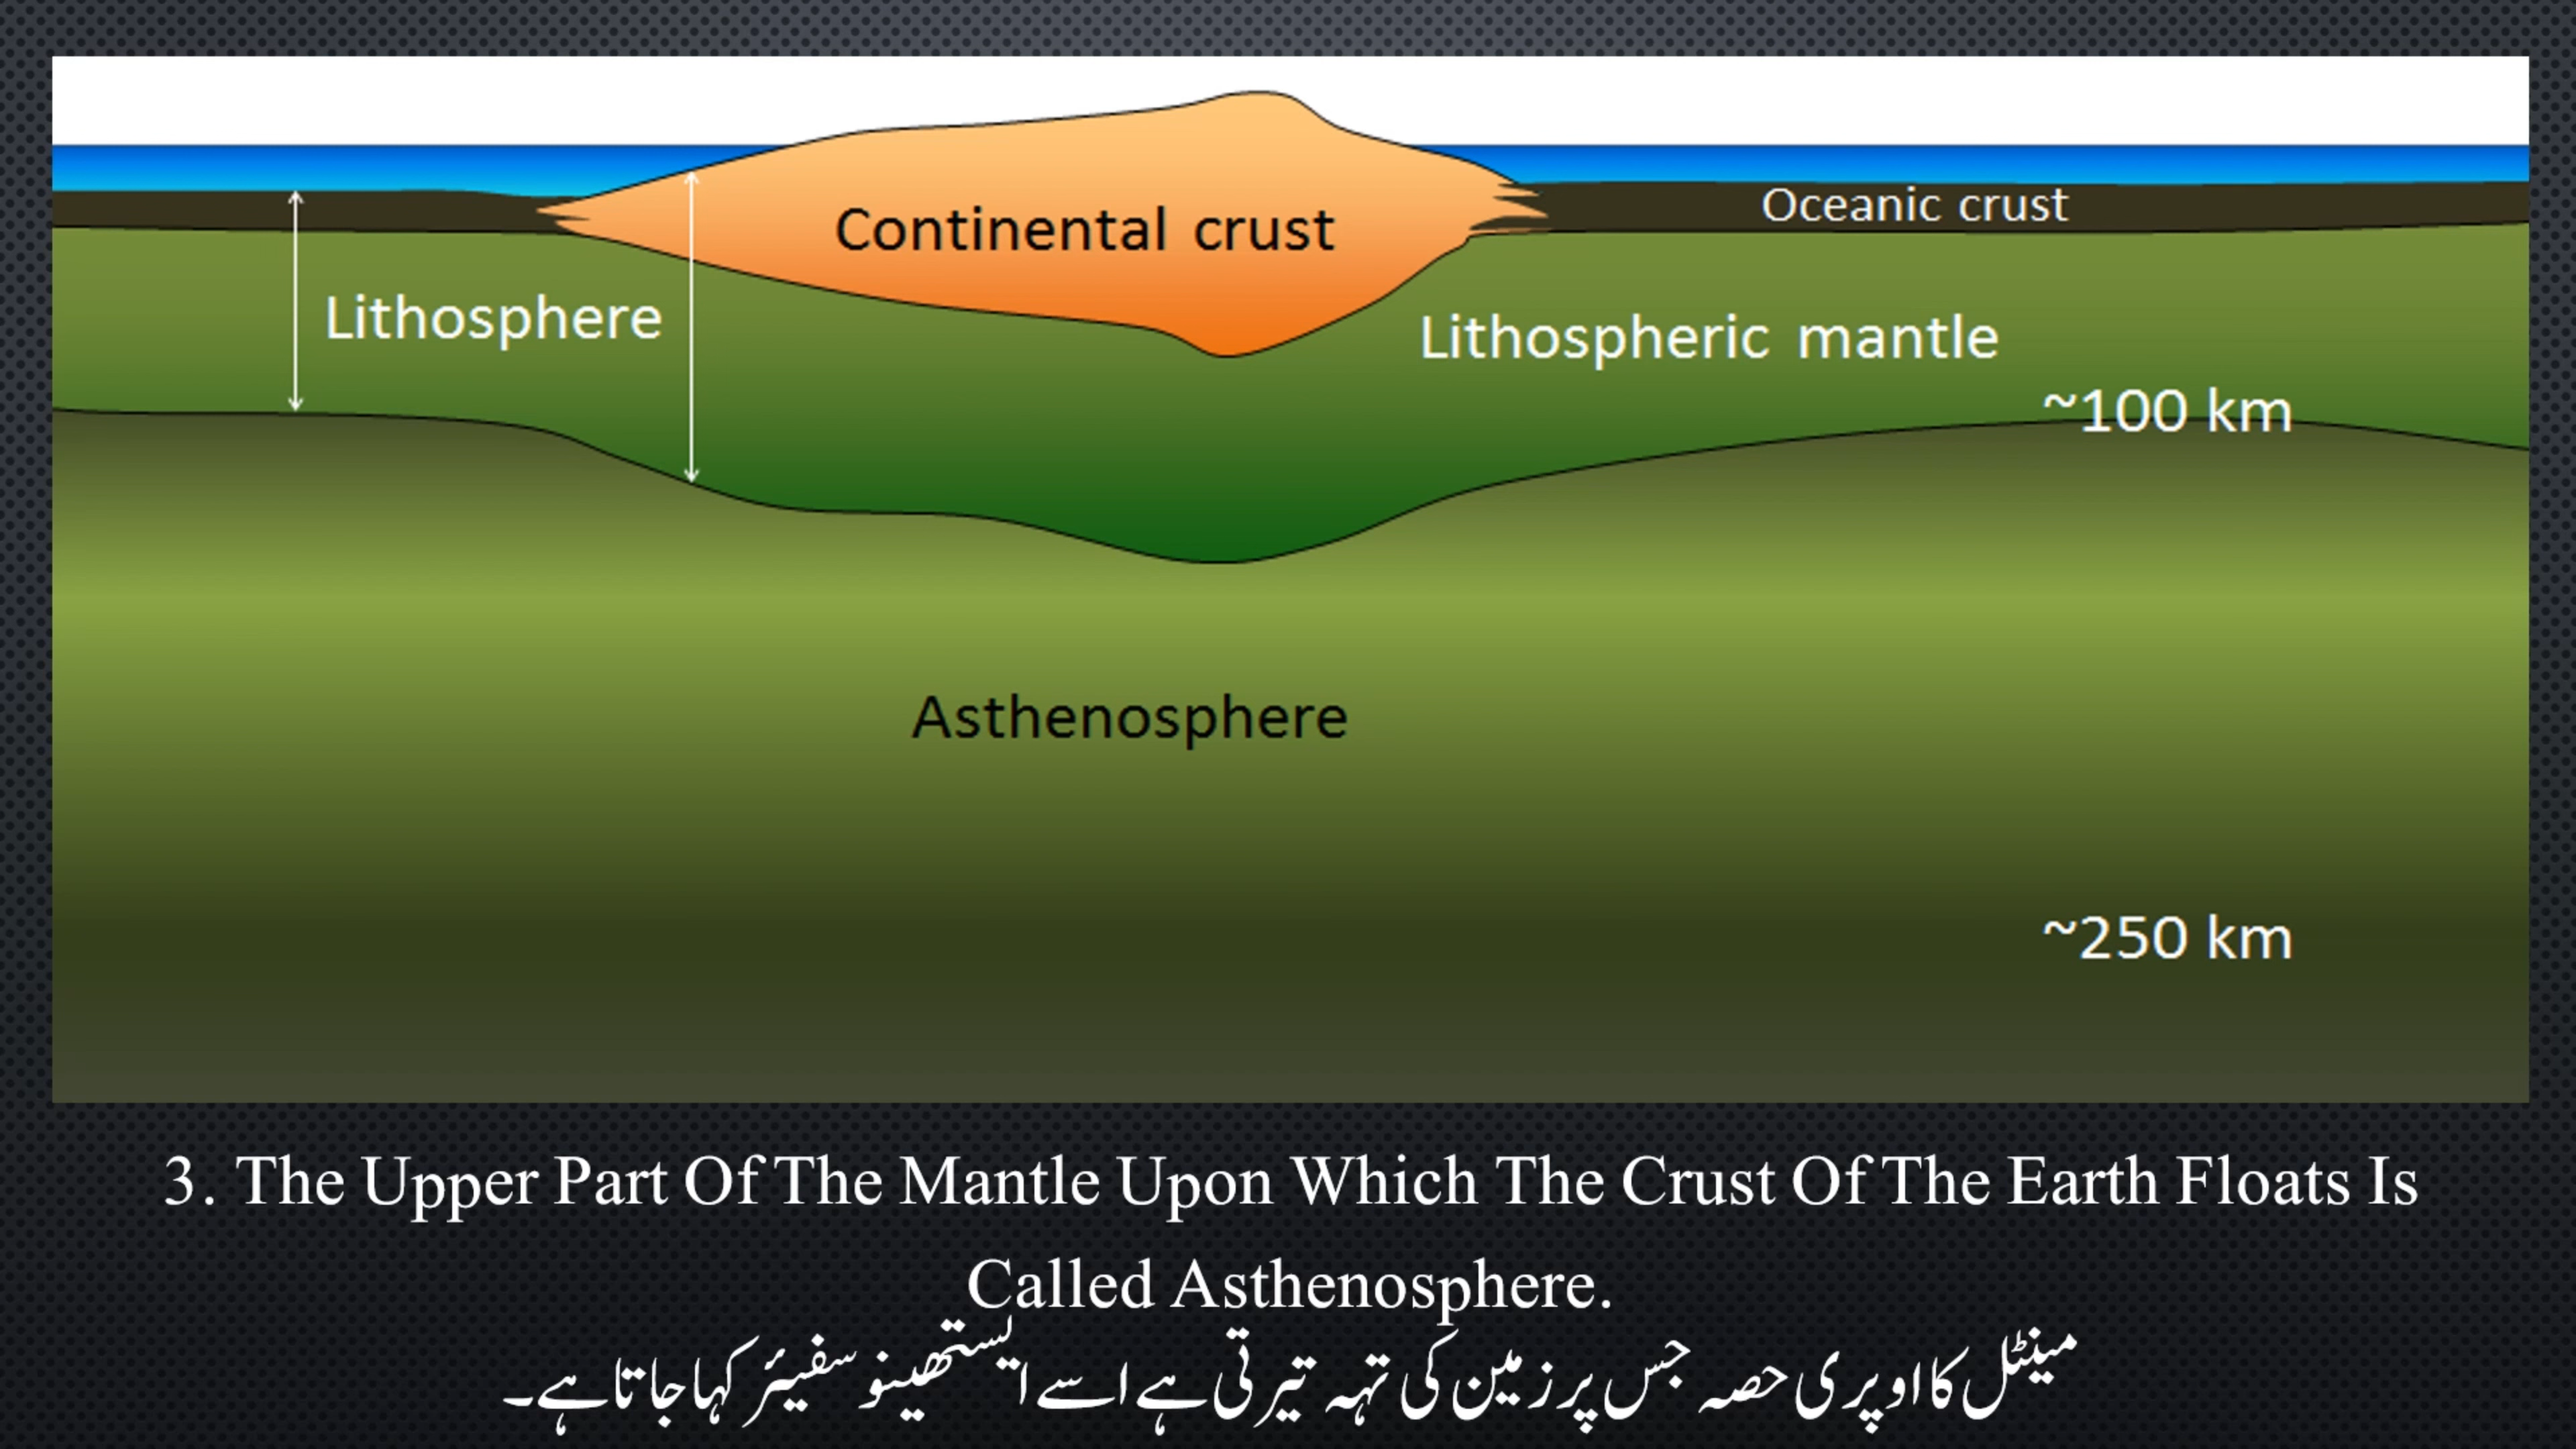 Continental crust
Oceanic crust
Lithosphere
Lithospheric mantle
~100 km
Asthenosphere
~250 km
3. The Upper Part Of The Mantle Upon Which The Crust Of The Earth Floats Is
Called Asthenosphere.
مینٹل کا اوپری حصہ جس پر زمین کی تہہ تیرتی ہے اسے ایستھینو سفیئر کہا جاتا ہے۔